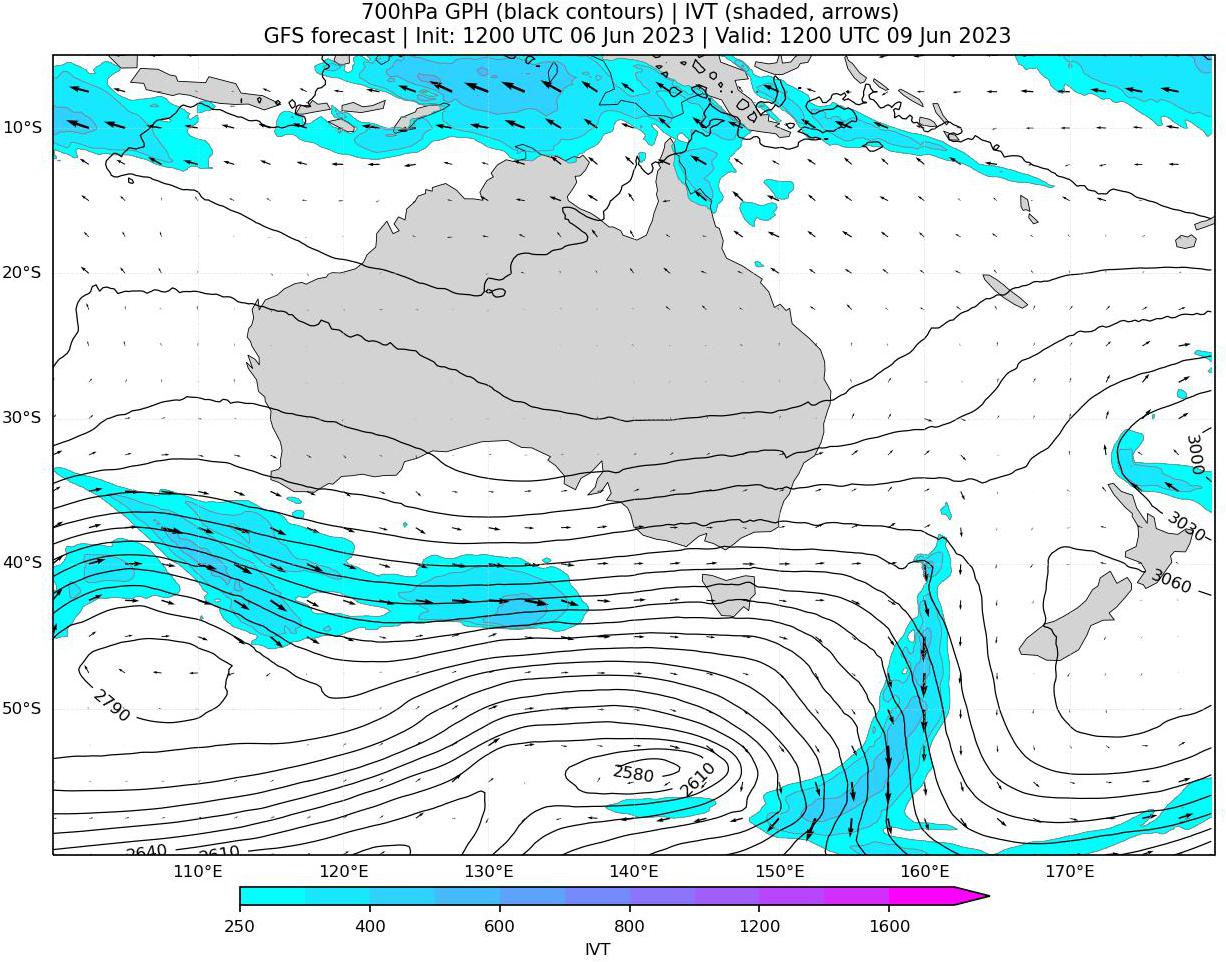 700hPa GPH (black contours) | IVT (shaded, arrows)
GFS forecast | Init: 1200 UTC 06 Jun 2023 | Valid: 1200 UTC 09 Jun 2023
10°S
20°S
30°S
3000
3030
40°S
3060
2790
50°S
2580
2610
2640
2610
110°E 120°E 130°E 140°E 150°E 160°E 170°E
250 400 600 800 1200 1600
IVT